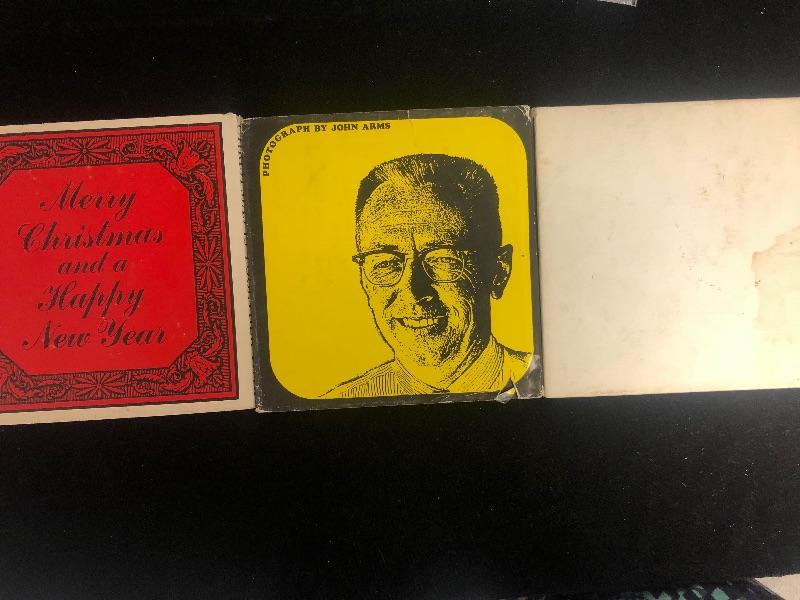 Merry
Christmas
and a
Happy
New Year
PHOTOGRAPH BY JOHN ARMS